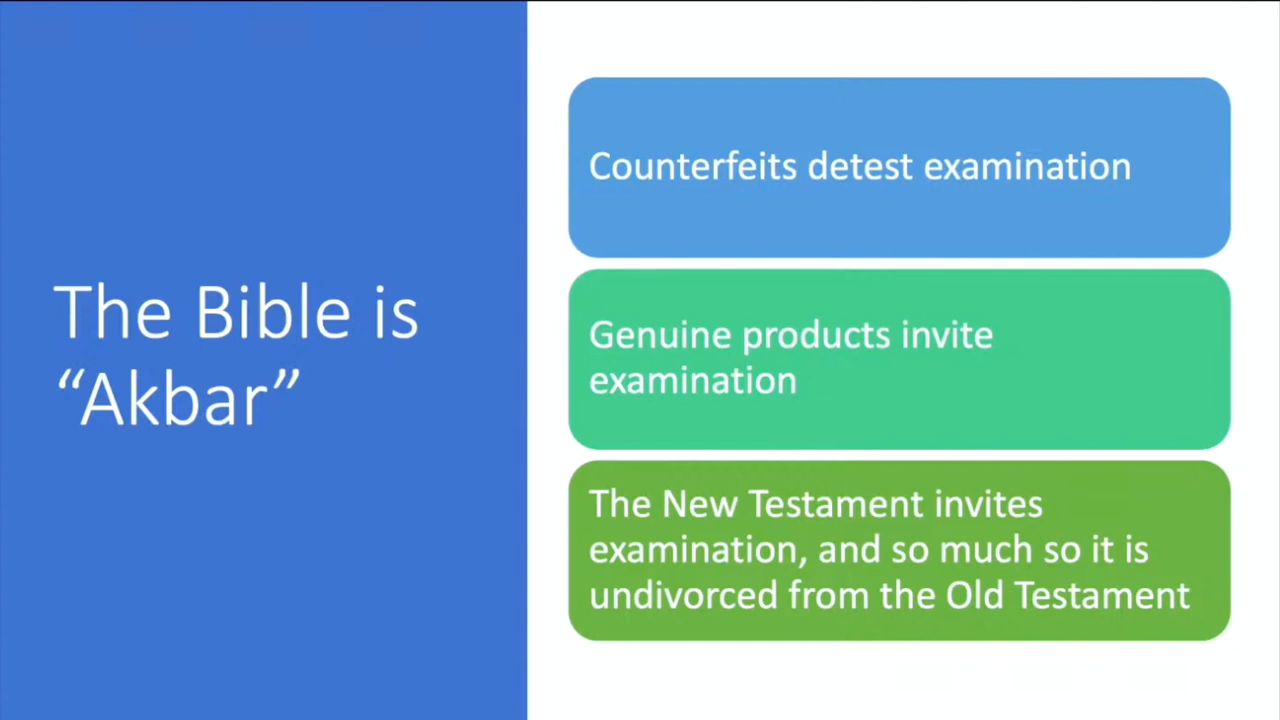 The Bible is
“Akbar”
Counterfeits detest examination
Genuine products invite
examination
The New Testament invites
examination, and so much so it is
undivorced from the Old Testament